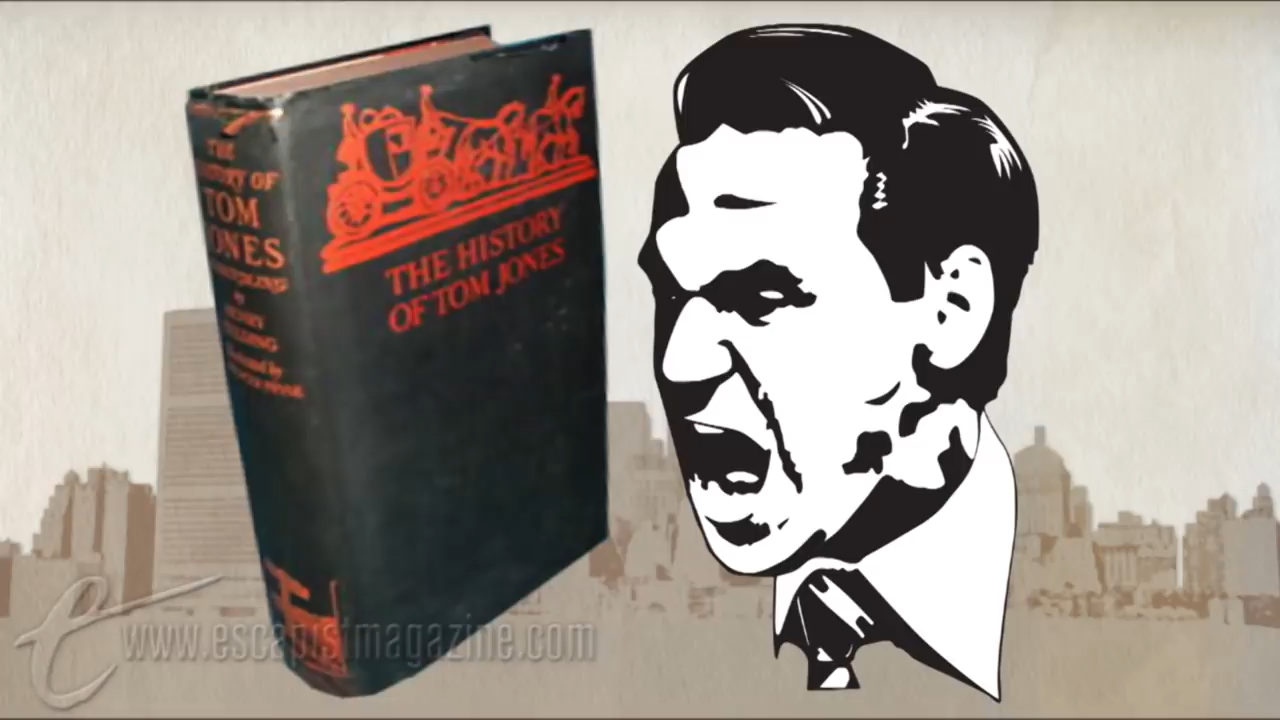 THE
HISTORY OF
TOM
JONES
by
HENRY
FIELDING
THE HISTORY
OF TOM JONES
www.escapistmagazine.com